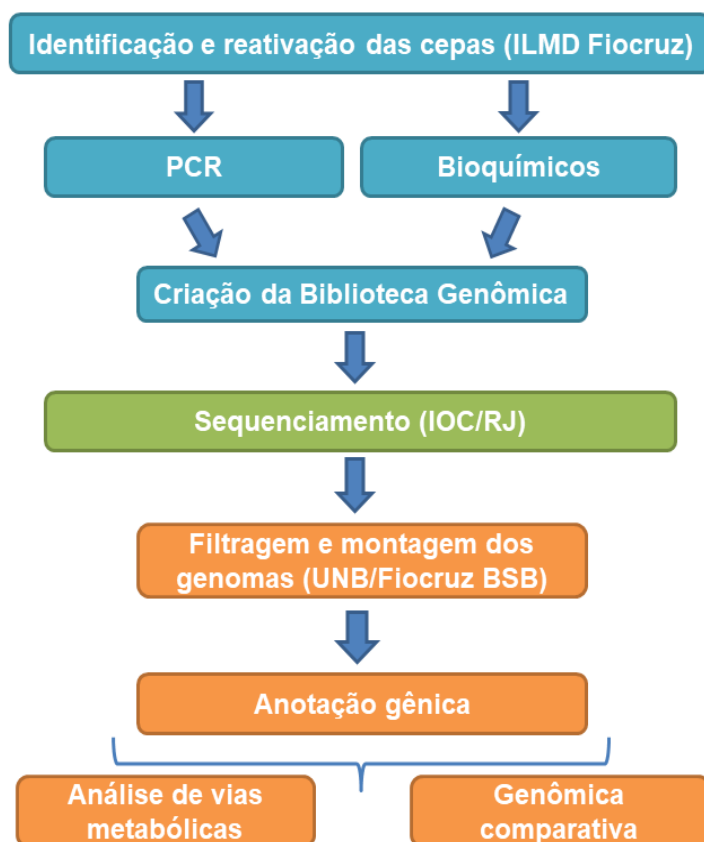 Identificação e reativação das cepas (ILMD Fiocruz)
PCR
Bioquímicos
Criação da Biblioteca Genômica
Sequenciamento (IOC/RJ)
Filtragem e montagem dos
genomas (UNB/Fiocruz BSB)
Anotação gênica
Análise de vias
metabólicas
Genômica
comparativa